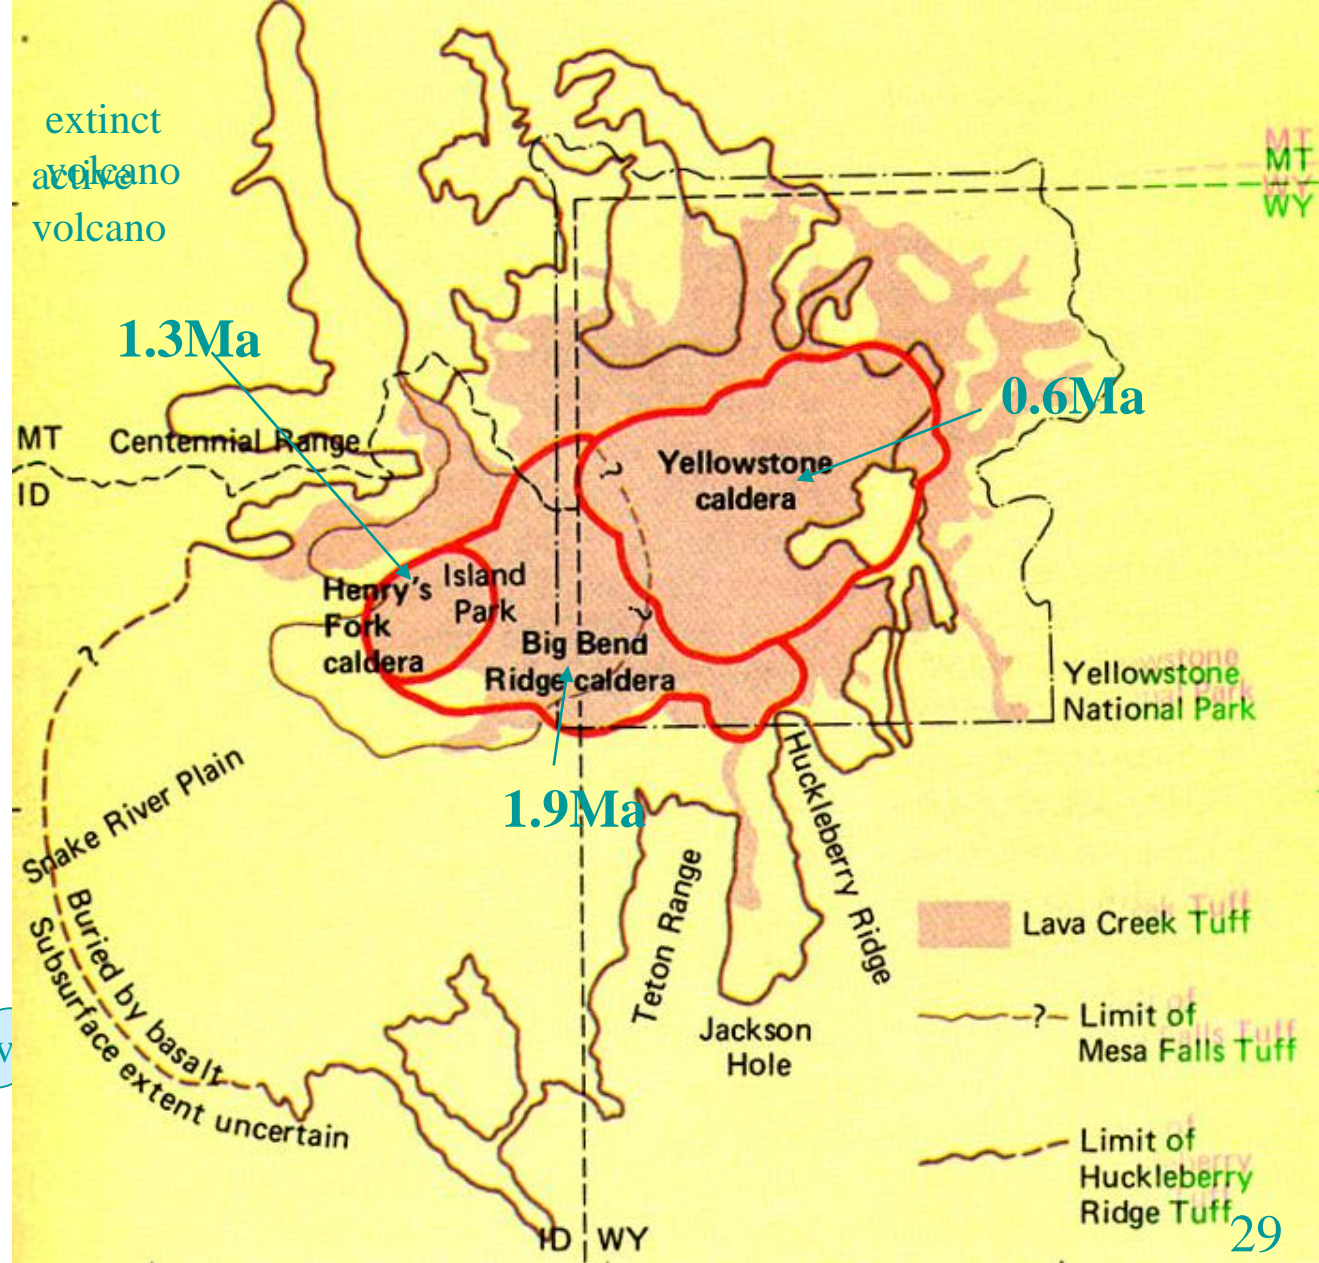 extinct
volcano
active
volcano
MT
MT
WY
WY
1.3Ma
0.6Ma
MT
Centennial Range
ID
Yellowstone
caldera
Henry's
Fork
caldera
Island
Park
Big Bend
Ridge caldera
Yellowstone
National Park
1.9Ma
Snake River Plain
Buried by basalt
Subsurface extent uncertain
Teton Range
Huckleberry Ridge
Jackson
Hole
Lava Creek Tuff
?
?
?
-?- Limit of
Mesa Falls Tuff
Limit of
Huckleberry
Ridge Tuff
ID WY
29